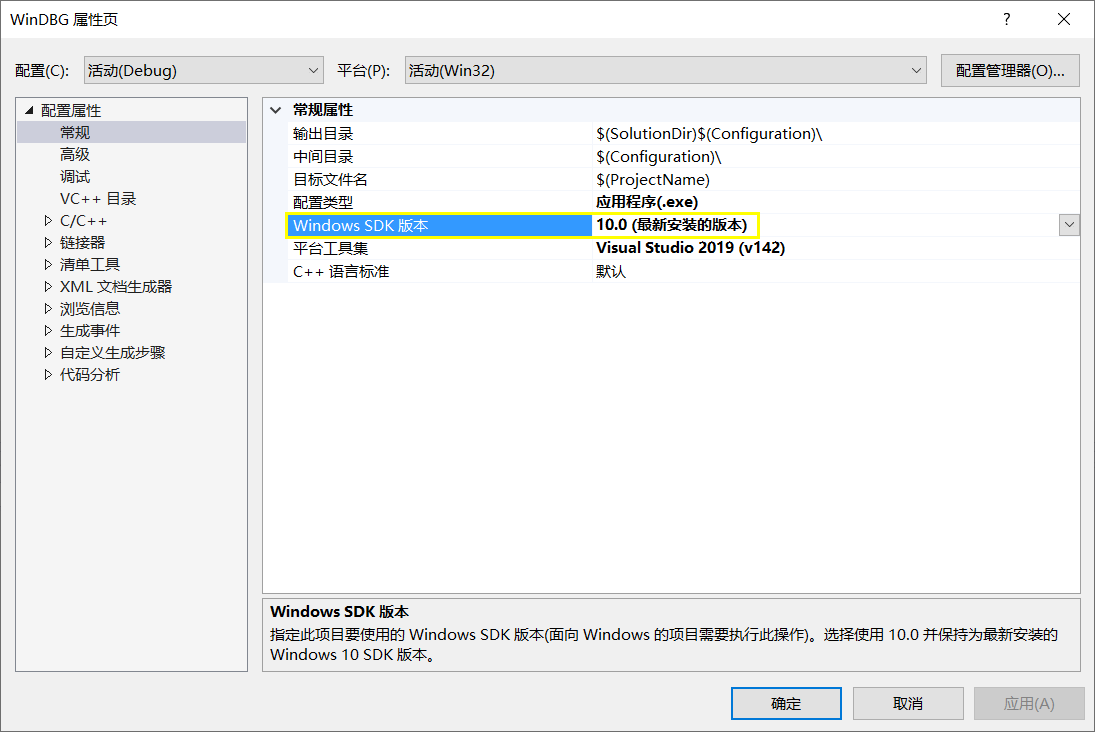 WinDBG 属性页
?
配置(C): 活动(Debug) 平台(P): 活动(Win32) 配置管理器(O)...
配置属性
常规
高级
调试
VC++ 目录
C/C++
链接器
清单工具
XML 文档生成器
浏览信息
生成事件
自定义生成步骤
代码分析
常规属性
输出目录 $(SolutionDir)$(Configuration)\
中间目录 $(Configuration)\
目标文件名 $(ProjectName)
配置类型 应用程序(.exe)
Windows SDK 版本 10.0 (最新安装的版本)
平台工具集 Visual Studio 2019 (v142)
C++ 语言标准 默认
Windows SDK 版本
指定此项目要使用的 Windows SDK 版本(面向 Windows 的项目需要执行此操作)。选择使用 10.0 并保持为最新安装的
Windows 10 SDK 版本。
确定 取消 应用(A)